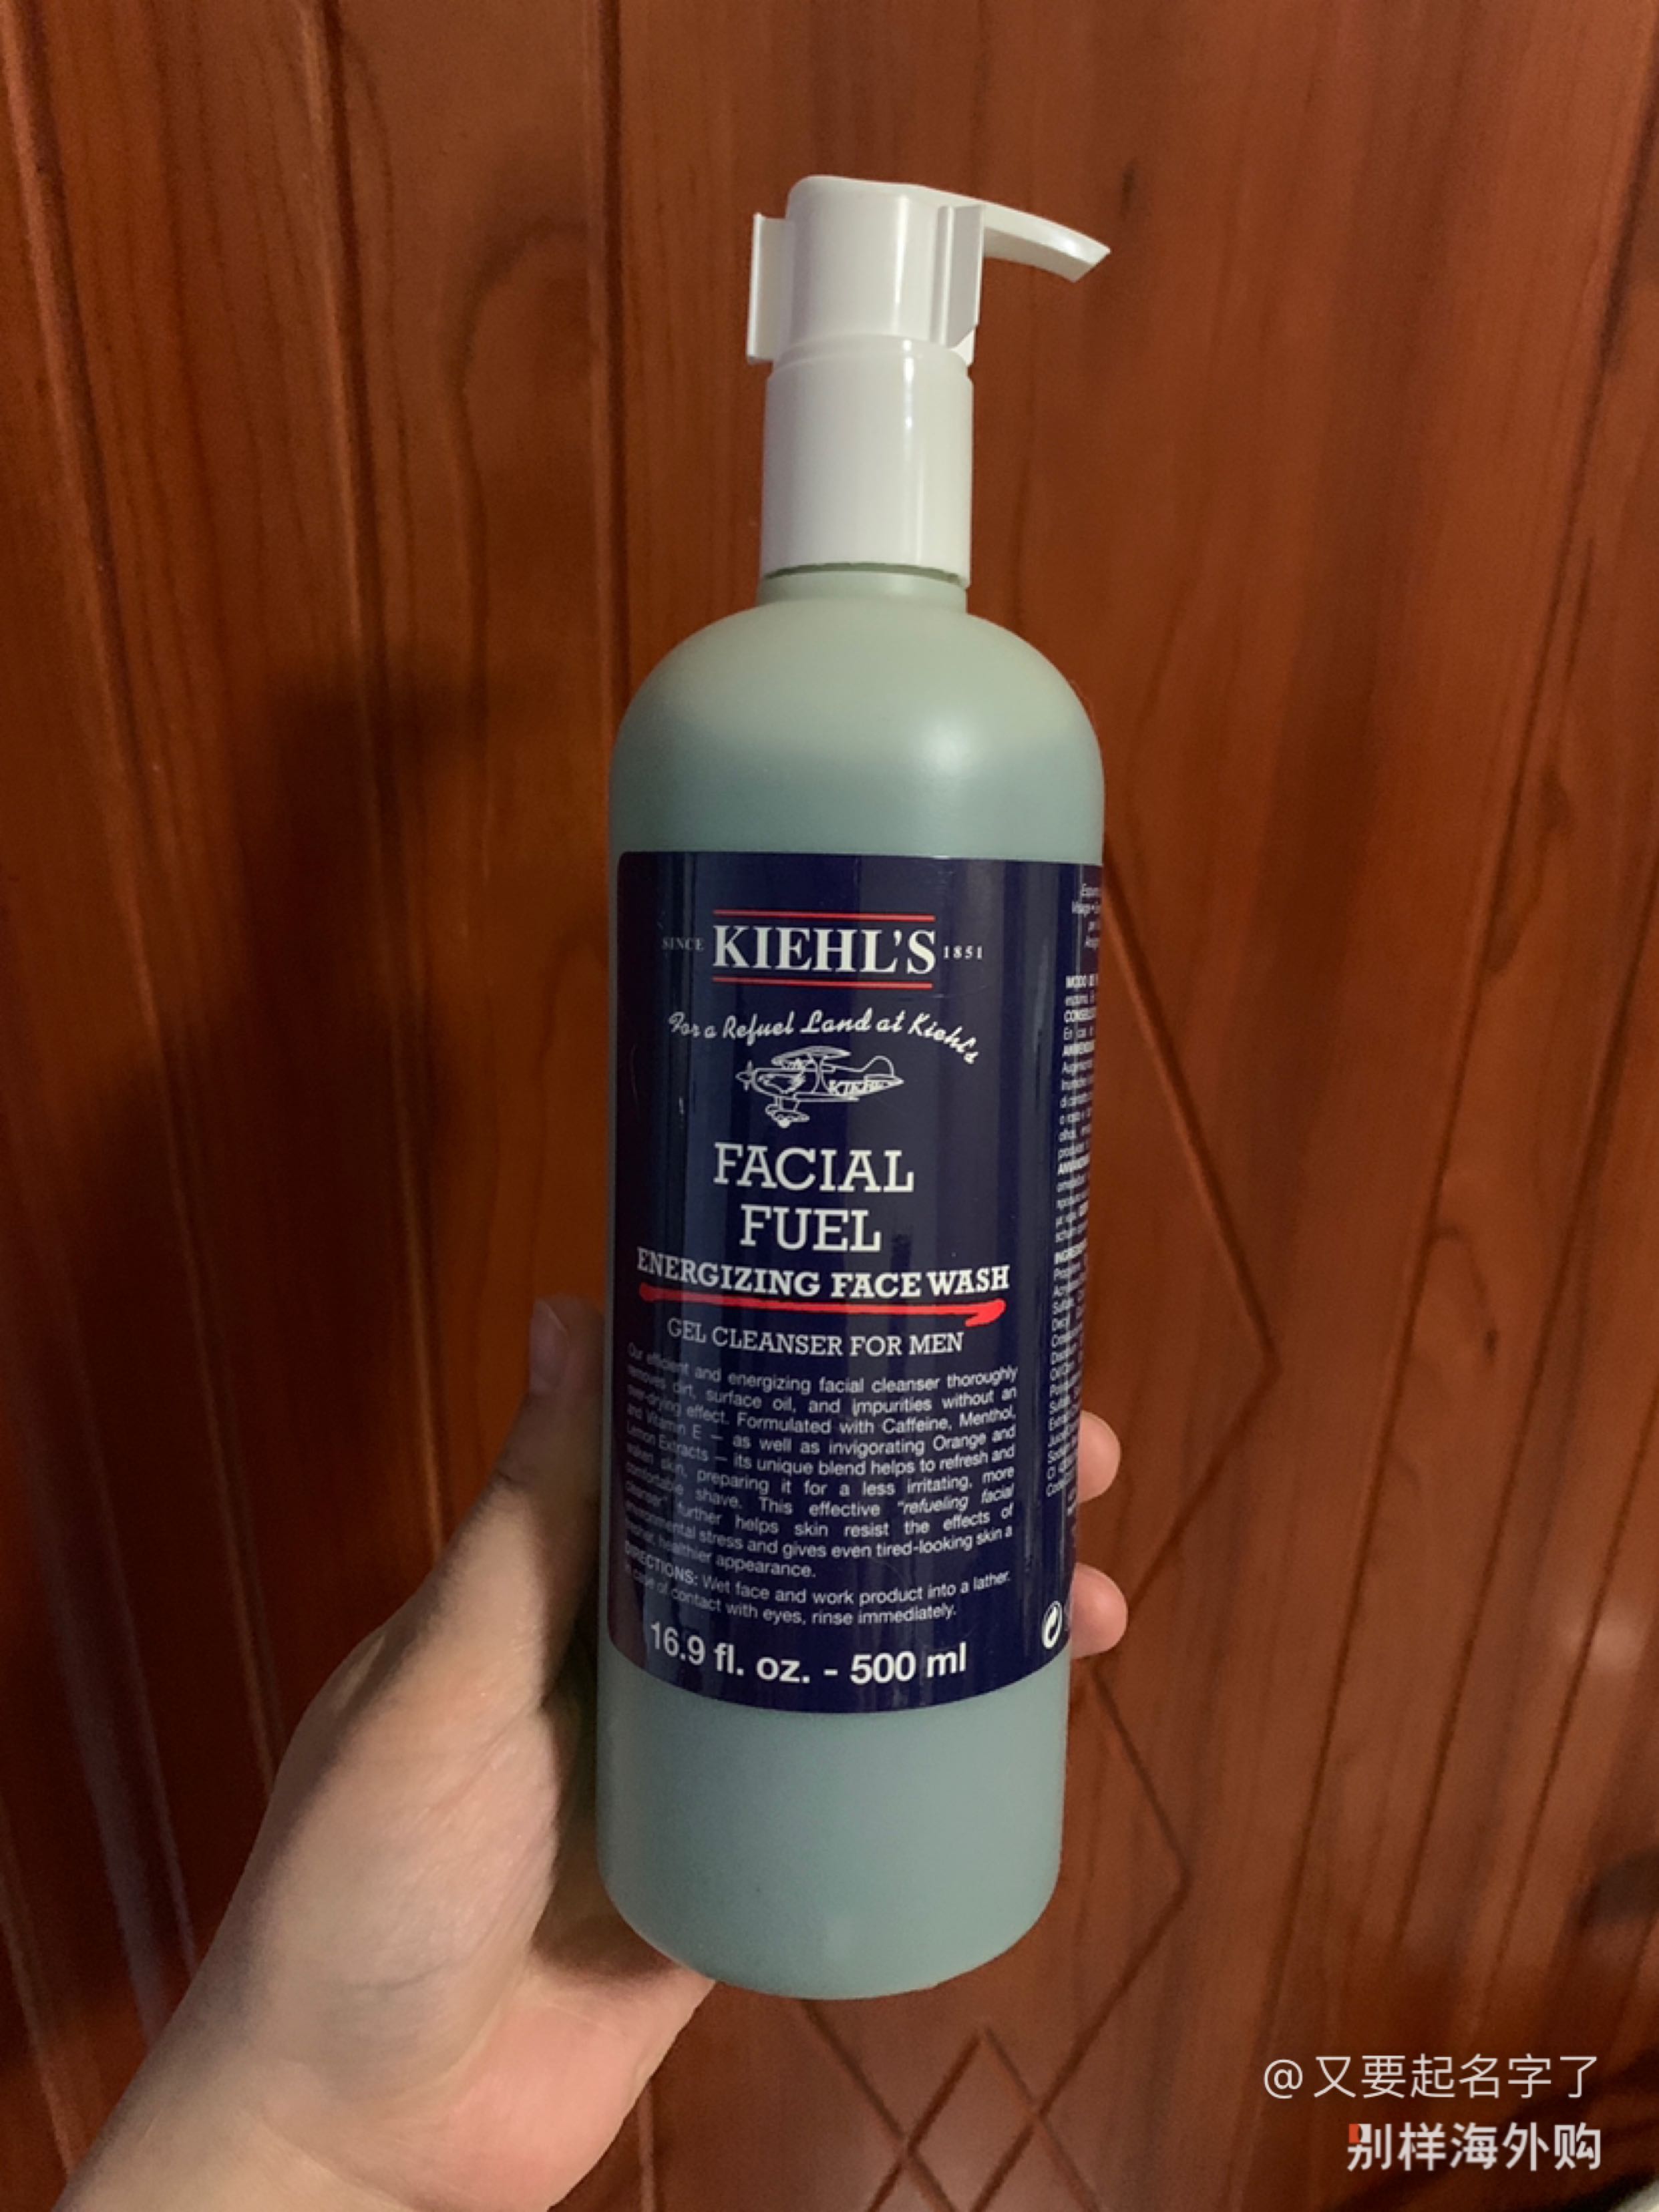 SINCE KIEHL'S 1851
For a Refuel Land at Kiehl's
KIEHL'S
FACIAL
FUEL
ENERGIZING FACE WASH
GEL CLEANSER FOR MEN
Our efficient and energizing facial cleanser thoroughly
removes dirt, surface oil, and impurities without an
over-drying effect. Formulated with Caffeine, Menthol,
and Vitamin E — as well as invigorating Orange and
Lemon Extracts — its unique blend helps to refresh and
waken skin, preparing it for a less irritating, more
comfortable shave. This effective "refueling facial
cleanser" further helps skin resist the effects of
environmental stress and gives even tired-looking skin a
fresher, healthier appearance.
DIRECTIONS: Wet face and work product into a lather.
In case of contact with eyes, rinse immediately.
16.9 fl. oz. - 500 ml
@又要起名字了
别样海外购